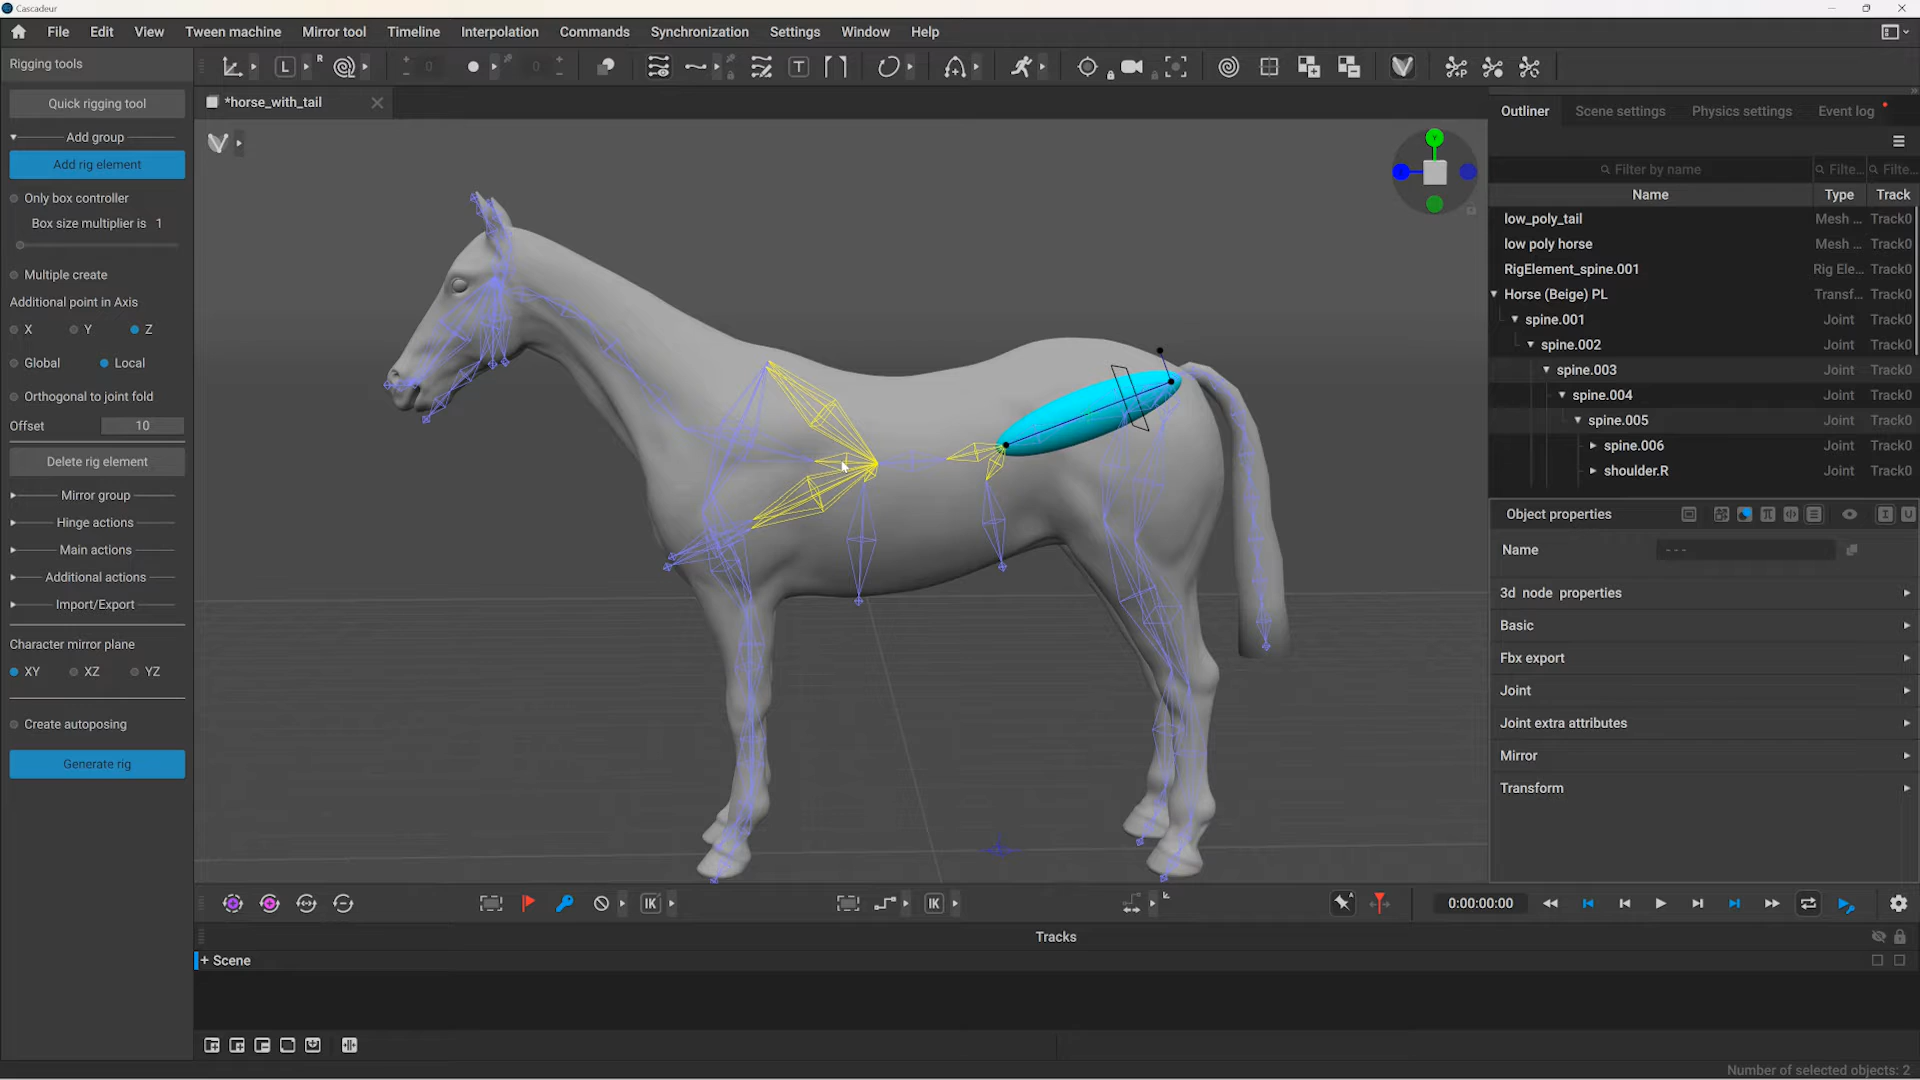 Cascadeur
File Edit View Tween machine Mirror tool Timeline Interpolation Commands Synchronization Settings Window Help
Rigging tools
L R 0 0 T
*horse_with_tail
Outliner Scene settings Physics settings Event log
Quick rigging tool
Add group
Add rig element
Only box controller
Box size multiplier is 1
Multiple create
Additional point in Axis
X Y Z
Global Local
Orthogonal to joint fold
Offset 10
Delete rig element
Mirror group
Hinge actions
Main actions
Additional actions
Import/Export
Character mirror plane
XY XZ YZ
Create autoposing
Generate rig
Y
Filter by name Filte... Filte...
Name Type Track
low_poly_tail Mesh ... Track0
low poly horse Mesh ... Track0
RigElement_spine.001 Rig Ele... Track0
Horse (Beige) PL Transf... Track0
spine.001 Joint Track0
spine.002 Joint Track0
spine.003 Joint Track0
spine.004 Joint Track0
spine.005 Joint Track0
spine.006 Joint Track0
shoulder.R Joint Track0
Object properties
Name ---
3d node properties
Basic
Fbx export
Joint
Joint extra attributes
Mirror
Transform
IK IK 0:00:00:00
Tracks
+ Scene
Number of selected objects: 2